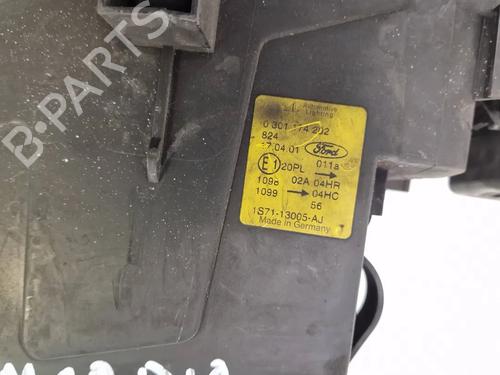 B-PARTS
Automotive
Lighting
0 301 174 202
824
17.04.01 Ford
E1 20PL 011a
1098 02A 04HR
1099 04HC
56
1S71-13005-AJ
Made in Germany